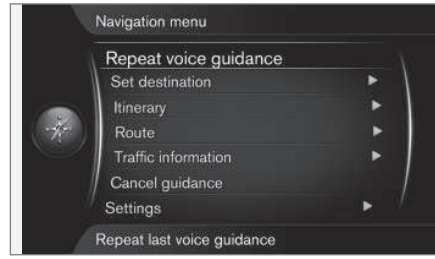 Navigation menu
Repeat voice guidance
Set destination
Itinerary
Route
Traffic information
Cancel guidance
Settings
Repeat last voice guidance